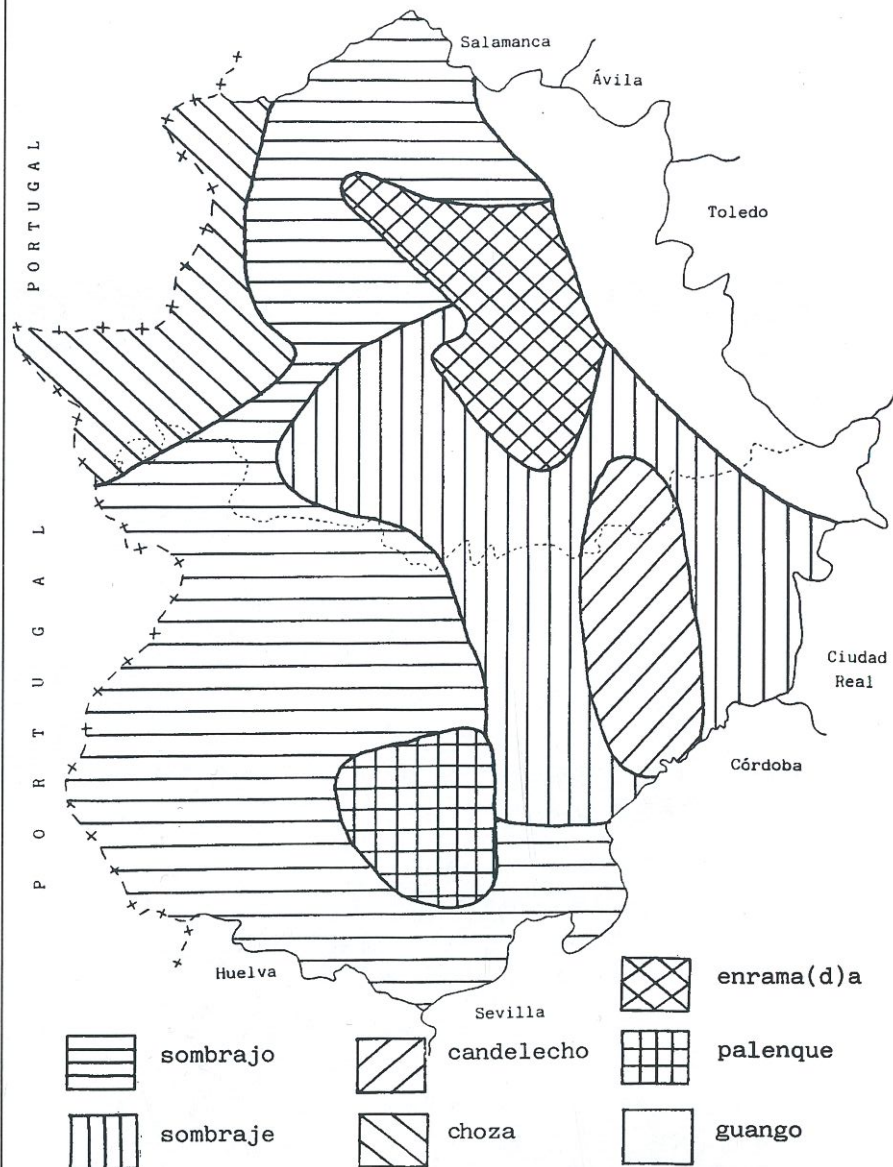 Salamanca
Ávila
PORTUGAL
Toledo
PORTUGAL
Ciudad
Real
Córdoba
Huelva
Sevilla
enrama(d)a
sombrajo
candelecho
palenque
sombraje
choza
guango